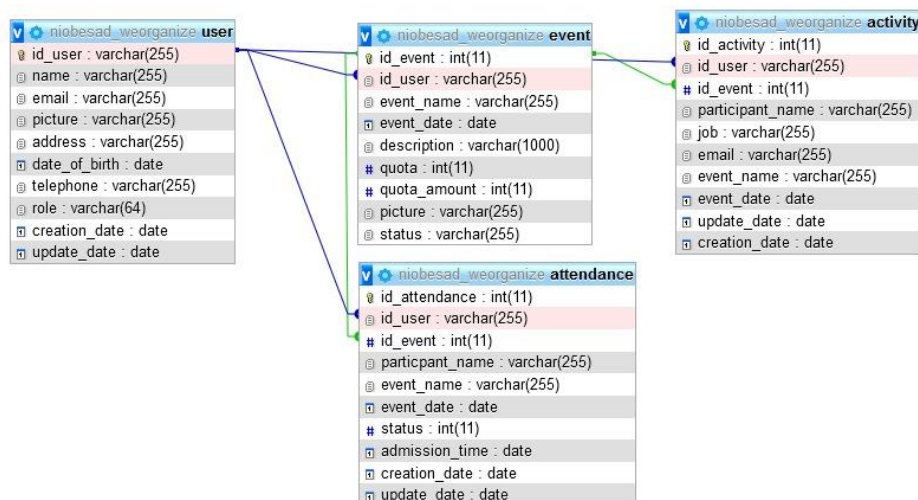 niobesad_weorganize user
id_user : varchar(255)
name : varchar(255)
email : varchar(255)
picture : varchar(255)
address : varchar(255)
date_of_birth : date
telephone : varchar(255)
role : varchar(64)
creation_date : date
update_date : date
niobesad_weorganize event
id_event : int(11)
id_user : varchar(255)
event_name : varchar(255)
event_date : date
description : varchar(1000)
# quota : int(11)
# quota_amount : int(11)
picture : varchar(255)
status : varchar(255)
niobesad_weorganize activity
id_activity : int(11)
id_user : varchar(255)
# id_event : int(11)
participant_name : varchar(255)
job : varchar(255)
email : varchar(255)
event_name : varchar(255)
event_date : date
update_date : date
creation_date : date
niobesad_weorganize attendance
id_attendance : int(11)
id_user : varchar(255)
# id_event : int(11)
particpant_name : varchar(255)
event_name : varchar(255)
event_date : date
# status : int(11)
admission_time : date
creation_date : date
update_date : date